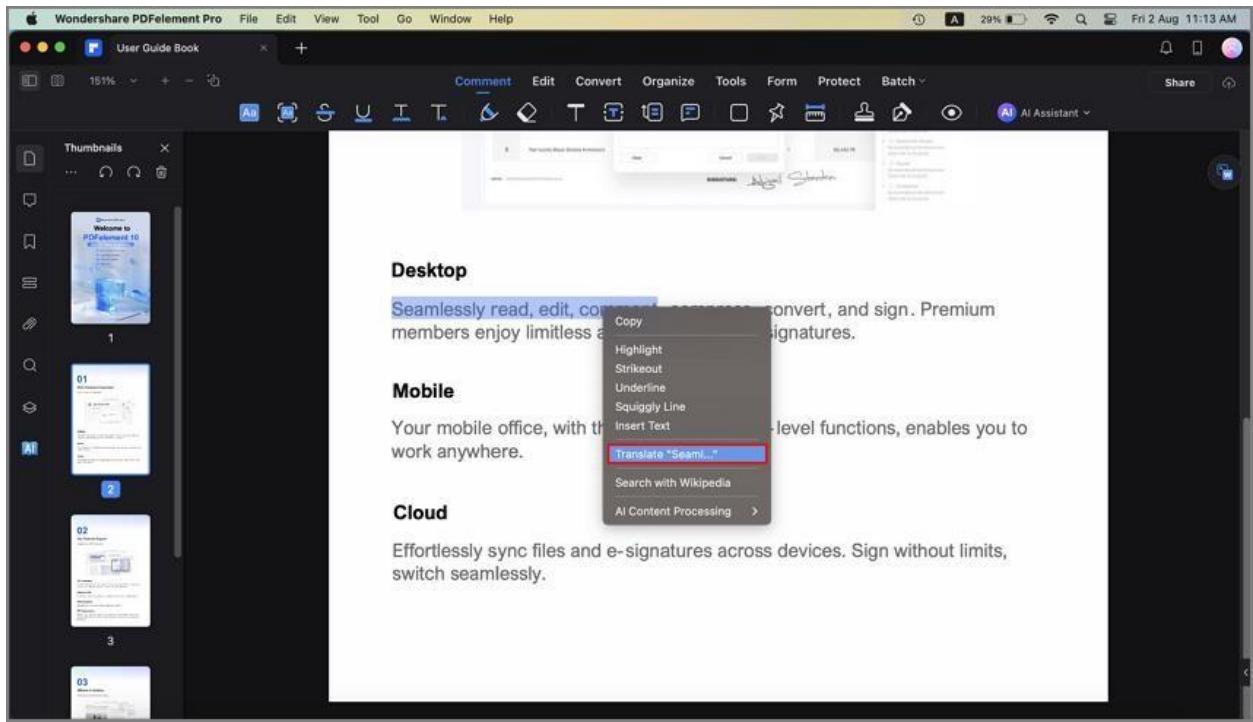 Wondershare PDFelement Pro File Edit View Tool Go Window Help A 29% Fri 2 Aug 11:13 AM
User Guide Book
151% Comment Edit Convert Organize Tools Form Protect Batch Share
AI AI Assistant
Thumbnails
Welcome to
PDFelement 10
1
01
2
02
3
03
AI
Desktop
Seamlessly read, edit, convert, and sign. Premium
members enjoy limitless
Mobile
Your mobile office, with -level functions, enables you to
work anywhere.
Cloud
Effortlessly sync files and e-signatures across devices. Sign without limits,
switch seamlessly.
Copy
Highlight
Strikeout
Underline
Squiggly Line
Insert Text
Translate "Seaml..."
Search with Wikipedia
AI Content Processing